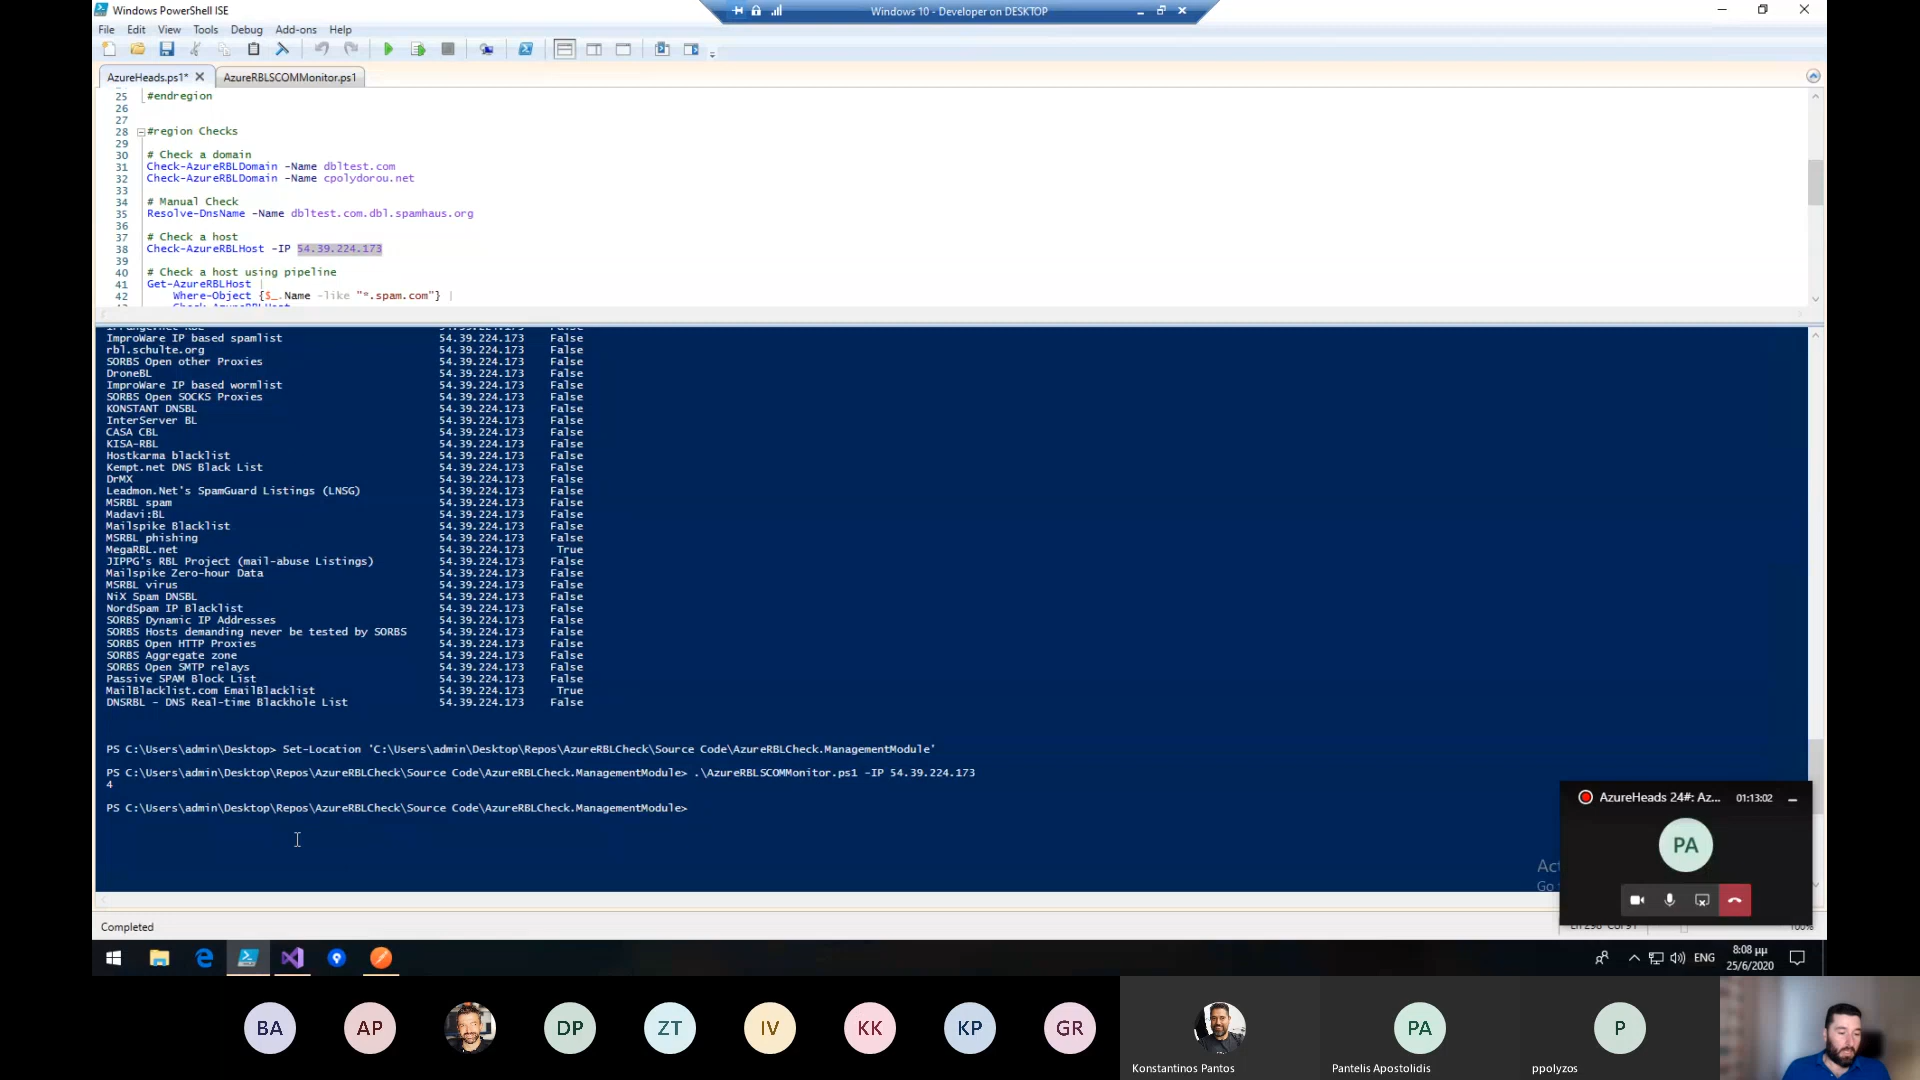 Windows PowerShell ISE
Windows 10 - Developer on DESKTOP
File Edit View Tools Debug Add-ons Help
AzureHeads.ps1* AzureRBLSCOMMonitor.ps1
25 #endregion
26
27
28 #region Checks
29
30 # Check a domain
31 Check-AzureRBLDomain -Name dbltest.com
32 Check-AzureRBLDomain -Name cpolydorou.net
33
34 # Manual Check
35 Resolve-DnsName -Name dbltest.com.dbl.spamhaus.org
36
37 # Check a host
38 Check-AzureRBLHost -IP 54.39.224.173
39
40 # Check a host using pipeline
41 Get-AzureRBLHost |
42 Where-Object {$_.Name -like "*.spam.com"} |
ImproWare IP based spamlist 54.39.224.173 False
rbl.schulte.org 54.39.224.173 False
SORBS Open other Proxies 54.39.224.173 False
DroneBL 54.39.224.173 False
ImproWare IP based wormlist 54.39.224.173 False
SORBS Open SOCKS Proxies 54.39.224.173 False
KONSTANT DNSBL 54.39.224.173 False
InterServer BL 54.39.224.173 False
CASA CBL 54.39.224.173 False
KISA-RBL 54.39.224.173 False
Hostkarma blacklist 54.39.224.173 False
Kempt.net DNS Black List 54.39.224.173 False
DrMX 54.39.224.173 False
Leadmon.Net's SpamGuard Listings (LNSG) 54.39.224.173 False
MSRBL spam 54.39.224.173 False
Madavi:BL 54.39.224.173 False
Mailspike Blacklist 54.39.224.173 False
MSRBL phishing 54.39.224.173 False
MegaRBL.net 54.39.224.173 True
JIPPG's RBL Project (mail-abuse Listings) 54.39.224.173 False
Mailspike Zero-hour Data 54.39.224.173 False
MSRBL virus 54.39.224.173 False
NiX Spam DNSBL 54.39.224.173 False
NordSpam IP Blacklist 54.39.224.173 False
SORBS Dynamic IP Addresses 54.39.224.173 False
SORBS Hosts demanding never be tested by SORBS 54.39.224.173 False
SORBS Open HTTP Proxies 54.39.224.173 False
SORBS Aggregate zone 54.39.224.173 False
SORBS Open SMTP relays 54.39.224.173 False
Passive SPAM Block List 54.39.224.173 False
MailBlacklist.com EmailBlacklist 54.39.224.173 True
DNSRBL - DNS Real-time Blackhole List 54.39.224.173 False
PS C:\Users\admin\Desktop> Set-Location 'C:\Users\admin\Desktop\Repos\AzureRBLCheck\Source Code\AzureRBLCheck.ManagementModule'
PS C:\Users\admin\Desktop\Repos\AzureRBLCheck\Source Code\AzureRBLCheck.ManagementModule> .\AzureRBLSCOMMonitor.ps1 -IP 54.39.224.173
4
PS C:\Users\admin\Desktop\Repos\AzureRBLCheck\Source Code\AzureRBLCheck.ManagementModule>
AzureHeads 24#: Az... 01:13:02
PA
Act
Go
Completed
100%
ENG
8:08 μμ
25/6/2020
BA AP DP ZT IV KK KP GR PA P
Konstantinos Pantos Pantelis Apostolidis ppolyzos